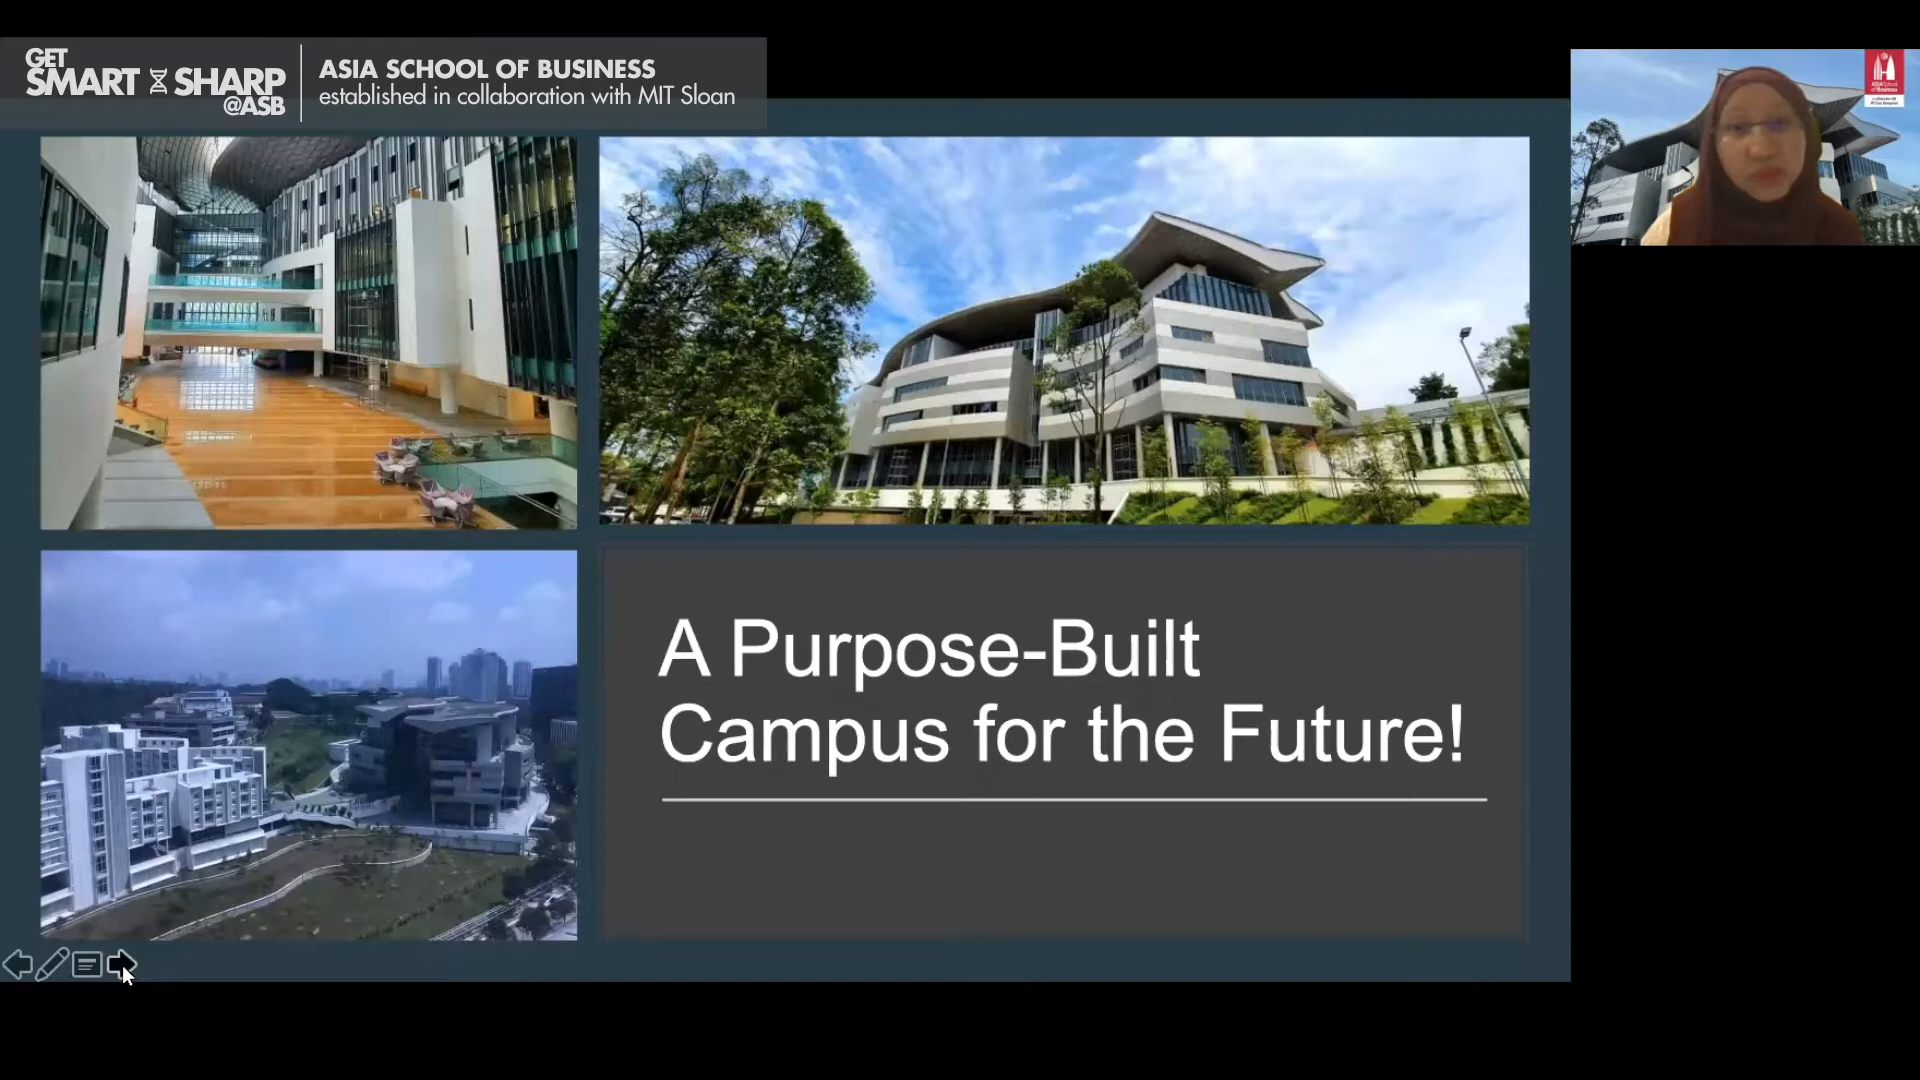 GET
SMART SHARP
@ASB
ASIA SCHOOL OF BUSINESS
established in collaboration with MIT Sloan
A Purpose-Built
Campus for the Future!